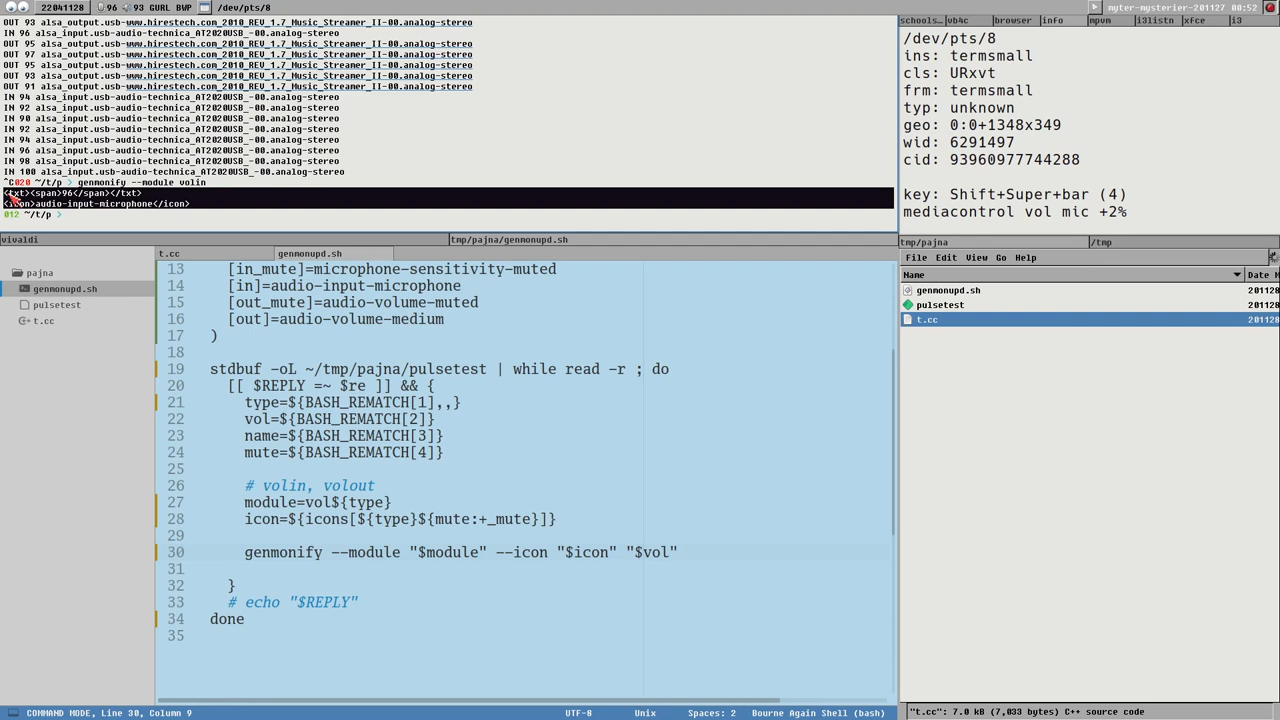 22041128 96 93 GURL BWP /dev/pts/8 myter-mysterier-201127 00:52
OUT 93 alsa_output.usb-www.hirestech.com_2010_REV_1.7_Music_Streamer_II-00.analog-stereo
IN 96 alsa_input.usb-audio-technica_AT2020USB_-00.analog-stereo
OUT 95 alsa_output.usb-www.hirestech.com_2010_REV_1.7_Music_Streamer_II-00.analog-stereo
OUT 97 alsa_output.usb-www.hirestech.com_2010_REV_1.7_Music_Streamer_II-00.analog-stereo
OUT 95 alsa_output.usb-www.hirestech.com_2010_REV_1.7_Music_Streamer_II-00.analog-stereo
OUT 93 alsa_output.usb-www.hirestech.com_2010_REV_1.7_Music_Streamer_II-00.analog-stereo
OUT 91 alsa_output.usb-www.hirestech.com_2010_REV_1.7_Music_Streamer_II-00.analog-stereo
IN 94 alsa_input.usb-audio-technica_AT2020USB_-00.analog-stereo
IN 92 alsa_input.usb-audio-technica_AT2020USB_-00.analog-stereo
IN 90 alsa_input.usb-audio-technica_AT2020USB_-00.analog-stereo
IN 92 alsa_input.usb-audio-technica_AT2020USB_-00.analog-stereo
IN 94 alsa_input.usb-audio-technica_AT2020USB_-00.analog-stereo
IN 96 alsa_input.usb-audio-technica_AT2020USB_-00.analog-stereo
IN 98 alsa_input.usb-audio-technica_AT2020USB_-00.analog-stereo
IN 100 alsa_input.usb-audio-technica_AT2020USB_-00.analog-stereo
^C020 ~/t/p > genmonify --module volin
<txt><span>96</span></txt>
<icon>audio-input-microphone</icon>
012 ~/t/p >
schools… vb4c browser info mpvm i3listn xfce i3
/dev/pts/8
ins: termsmall
cls: URxvt
frm: termsmall
typ: unknown
geo: 0:0+1348x349
wid: 6291497
cid: 93960977744288
key: Shift+Super+bar (4)
mediacontrol vol mic +2%
vivaldi tmp/pajna/genmonupd.sh
pajna
genmonupd.sh
pulsetest
t.cc
t.cc genmonupd.sh
13 [in_mute]=microphone-sensitivity-muted
14 [in]=audio-input-microphone
15 [out_mute]=audio-volume-muted
16 [out]=audio-volume-medium
17 )
18
19 stdbuf -oL ~/tmp/pajna/pulsetest | while read -r ; do
20 [[ $REPLY =~ $re ]] && {
21 type=${BASH_REMATCH[1],,}
22 vol=${BASH_REMATCH[2]}
23 name=${BASH_REMATCH[3]}
24 mute=${BASH_REMATCH[4]}
25
26 # volin, volout
27 module=vol${type}
28 icon=${icons[${type}${mute:+_mute}]}
29
30 genmonify --module "$module" --icon "$icon" "$vol"
31
32 }
33 # echo "$REPLY"
34 done
35
COMMAND MODE, Line 30, Column 9 UTF-8 Unix Spaces: 2 Bourne Again Shell (bash)
tmp/pajna /tmp
File Edit View Go Help
Name Date M
genmonupd.sh 201128
pulsetest 201128
t.cc 201128
"t.cc": 7.0 kB (7,033 bytes) C++ source code